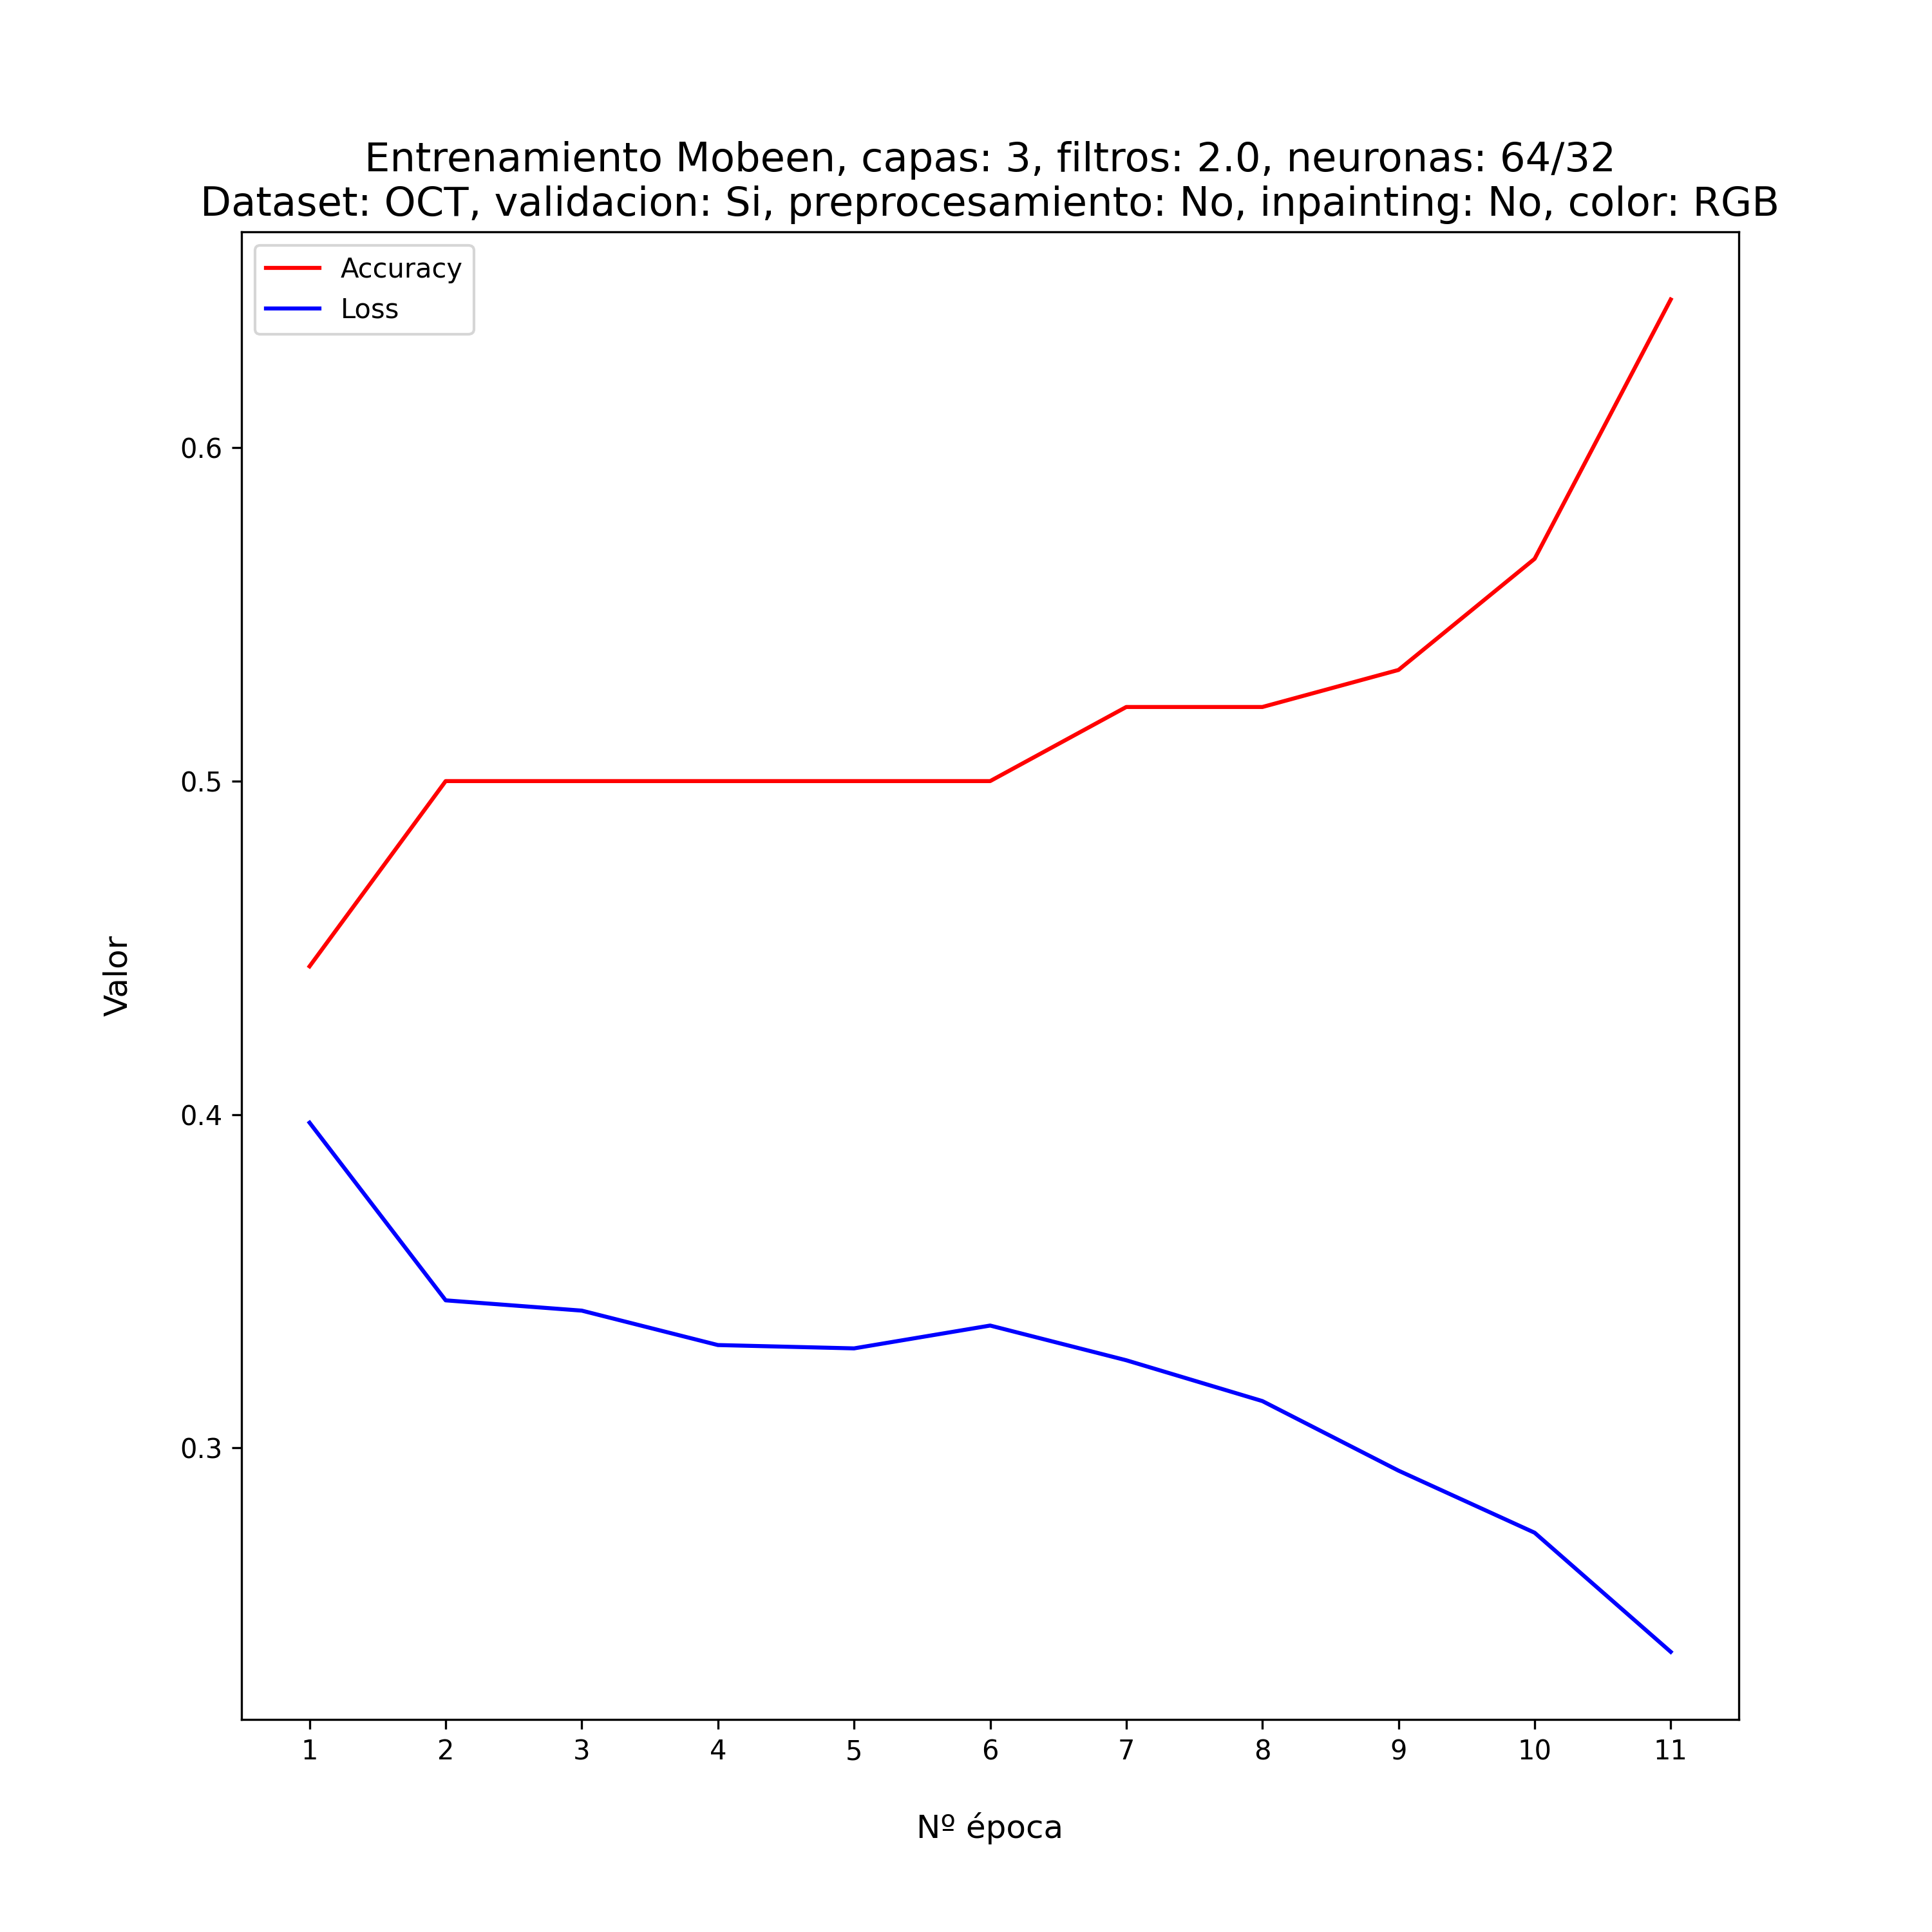 Entrenamiento Mobeen, capas: 3, filtros: 2.0, neuronas: 64/32
Dataset: OCT, validacion: Si, preprocesamiento: No, inpainting: No, color: RGB
Accuracy
Loss
0.6
0.5
0.4
0.3
Valor
1 2 3 4 5 6 7 8 9 10 11
Nº época